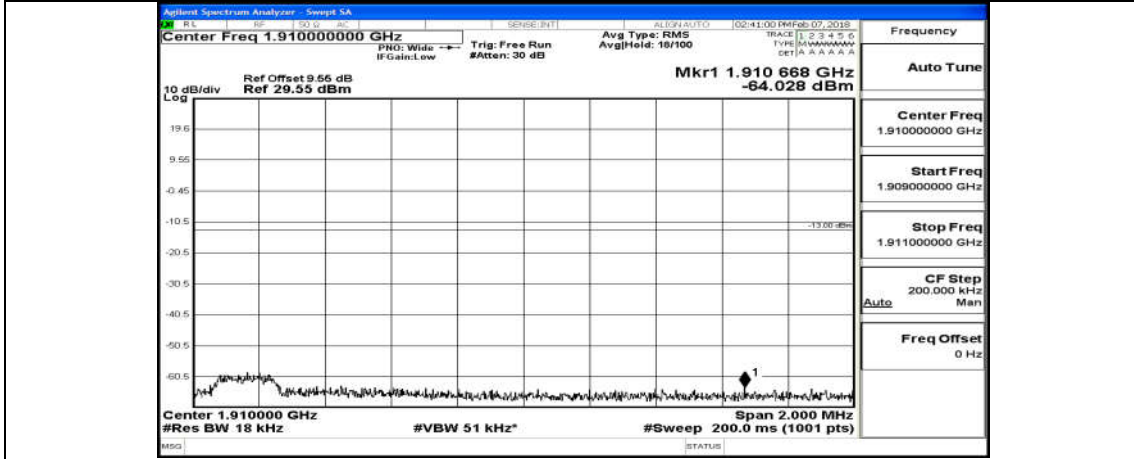 Agilent Spectrum Analyzer - Swept SA
RL RF 50 Ω AC SENSE:INT ALIGN AUTO 02:41:00 PM Feb 07, 2018
Center Freq 1.910000000 GHz Avg Type: RMS TRACE 1 2 3 4 5 6 Frequency
PNO: Wide Trig: Free Run Avg|Hold: 18/100 TYPE MWWWWW
IFGain:Low #Atten: 30 dB DET A A A A A A
Auto Tune
Mkr1 1.910 668 GHz
Ref Offset 9.55 dB
10 dB/div Ref 29.55 dBm -64.028 dBm
Log
Center Freq
1.910000000 GHz
19.6
9.55
Start Freq
1.909000000 GHz
-0.45
-10.5
-13.00 dBm
Stop Freq
1.911000000 GHz
-20.5
-30.5
CF Step
200.000 kHz
Auto Man
-40.5
-50.5
Freq Offset
0 Hz
-60.5
1
Center 1.910000 GHz Span 2.000 MHz
#Res BW 18 kHz #VBW 51 kHz* #Sweep 200.0 ms (1001 pts)
MSG STATUS